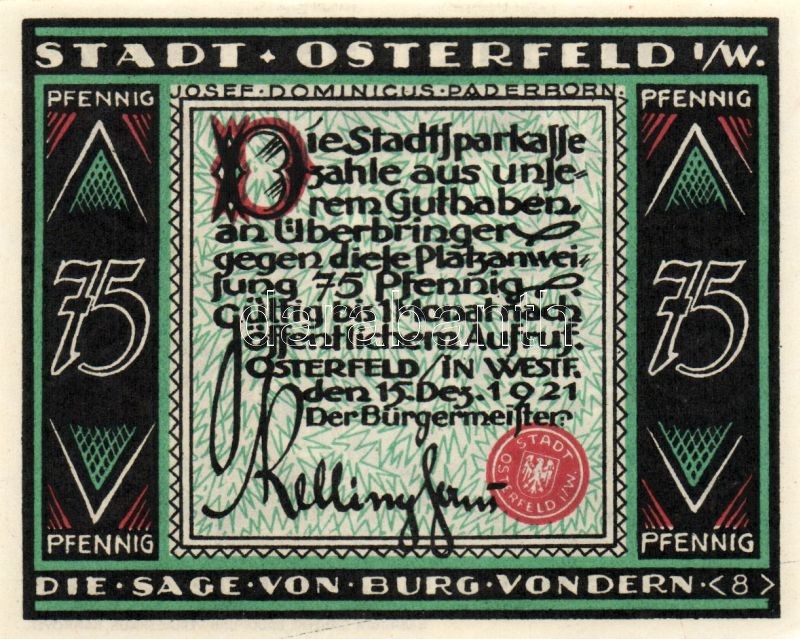 STADT · OSTERFELD I/W.
PFENNIG
JOSEF · DOMINICUS · PADERBORN
PFENNIG
Die Stadtſparkaſſe
zahle aus unſe-
rem Guthaben,
an Überbringer
gegen dieſe Platzanwei-
ſung 75 Pfennig.
gültig bis 1 Monat nach
öffentlichem Aufruf.
OSTERFELD/IN WESTF.
den 15. Dez. 1921
Der Bürgermeiſter:
75
75
darabanth
Kellinghaus
STADT OSTERFELD I/W.
PFENNIG
PFENNIG
DIE · SAGE · VON · BURG · VONDERN · <8>